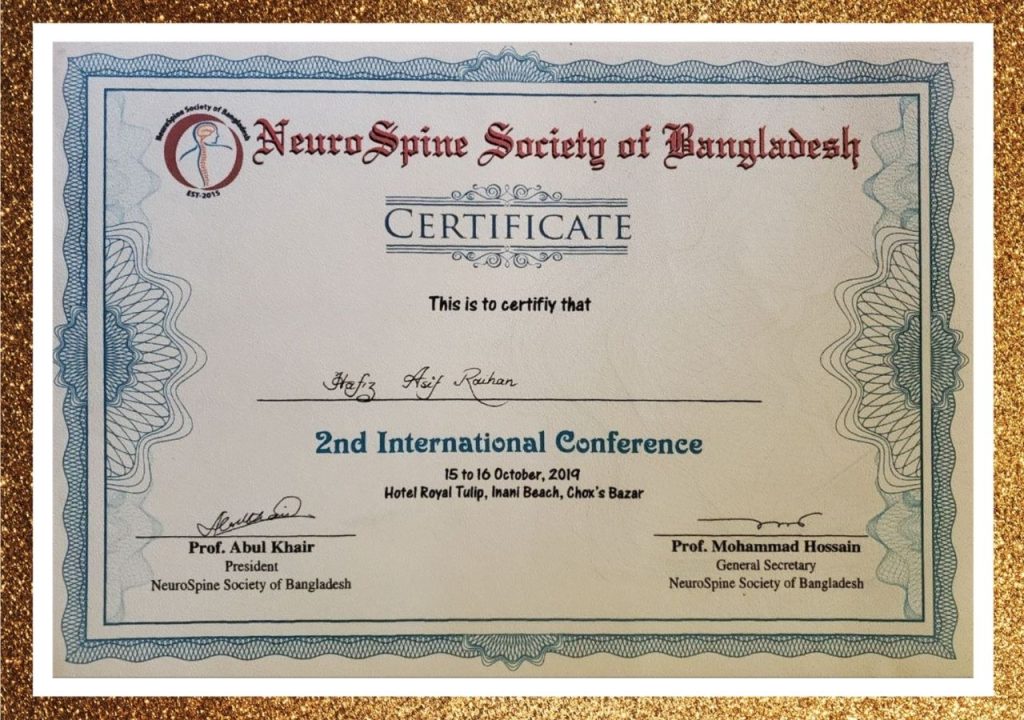 NeuroSpine Society of Bangladesh
EST-2015
NeuroSpine Society of Bangladesh
CERTIFICATE
This is to certifiy that
Hafiz Asif Raihan
2nd International Conference
15 to 16 October, 2019
Hotel Royal Tulip, Inani Beach, Chox's Bazar
Prof. Abul Khair
President
NeuroSpine Society of Bangladesh
Prof. Mohammad Hossain
General Secretary
NeuroSpine Society of Bangladesh